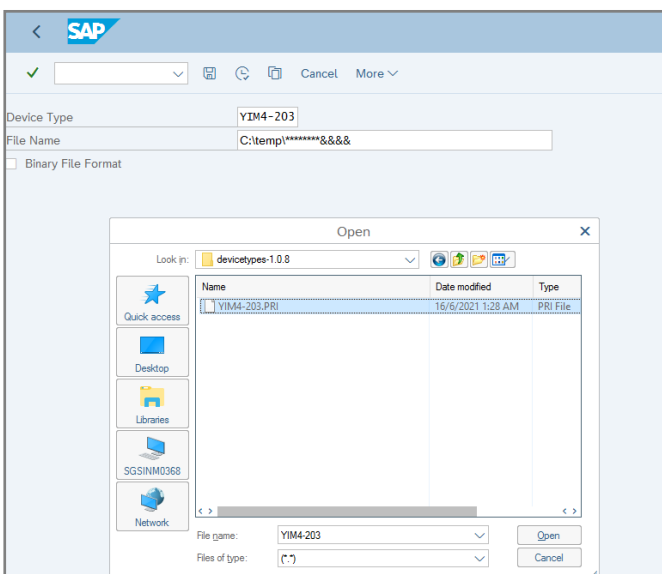 SAP
Cancel More
Device Type YIM4-203
File Name C:\temp\********&&&&
Binary File Format
Open
Look in: devicetypes-1.0.8
Name Date modified Type
YIM4-203.PRI 16/6/2021 1:28 AM PRI File
Quick access
Desktop
Libraries
SGSINM0368
Network
File name: YIM4-203 Open
Files of type: (*.*) Cancel